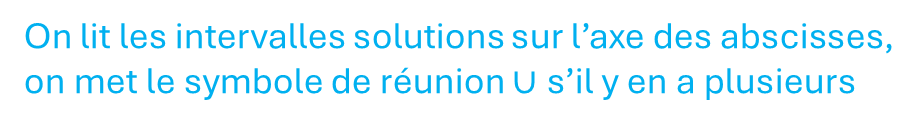 On lit les intervalles solutions sur l’axe des abscisses,
on met le symbole de réunion ∪ s’il y en a plusieurs